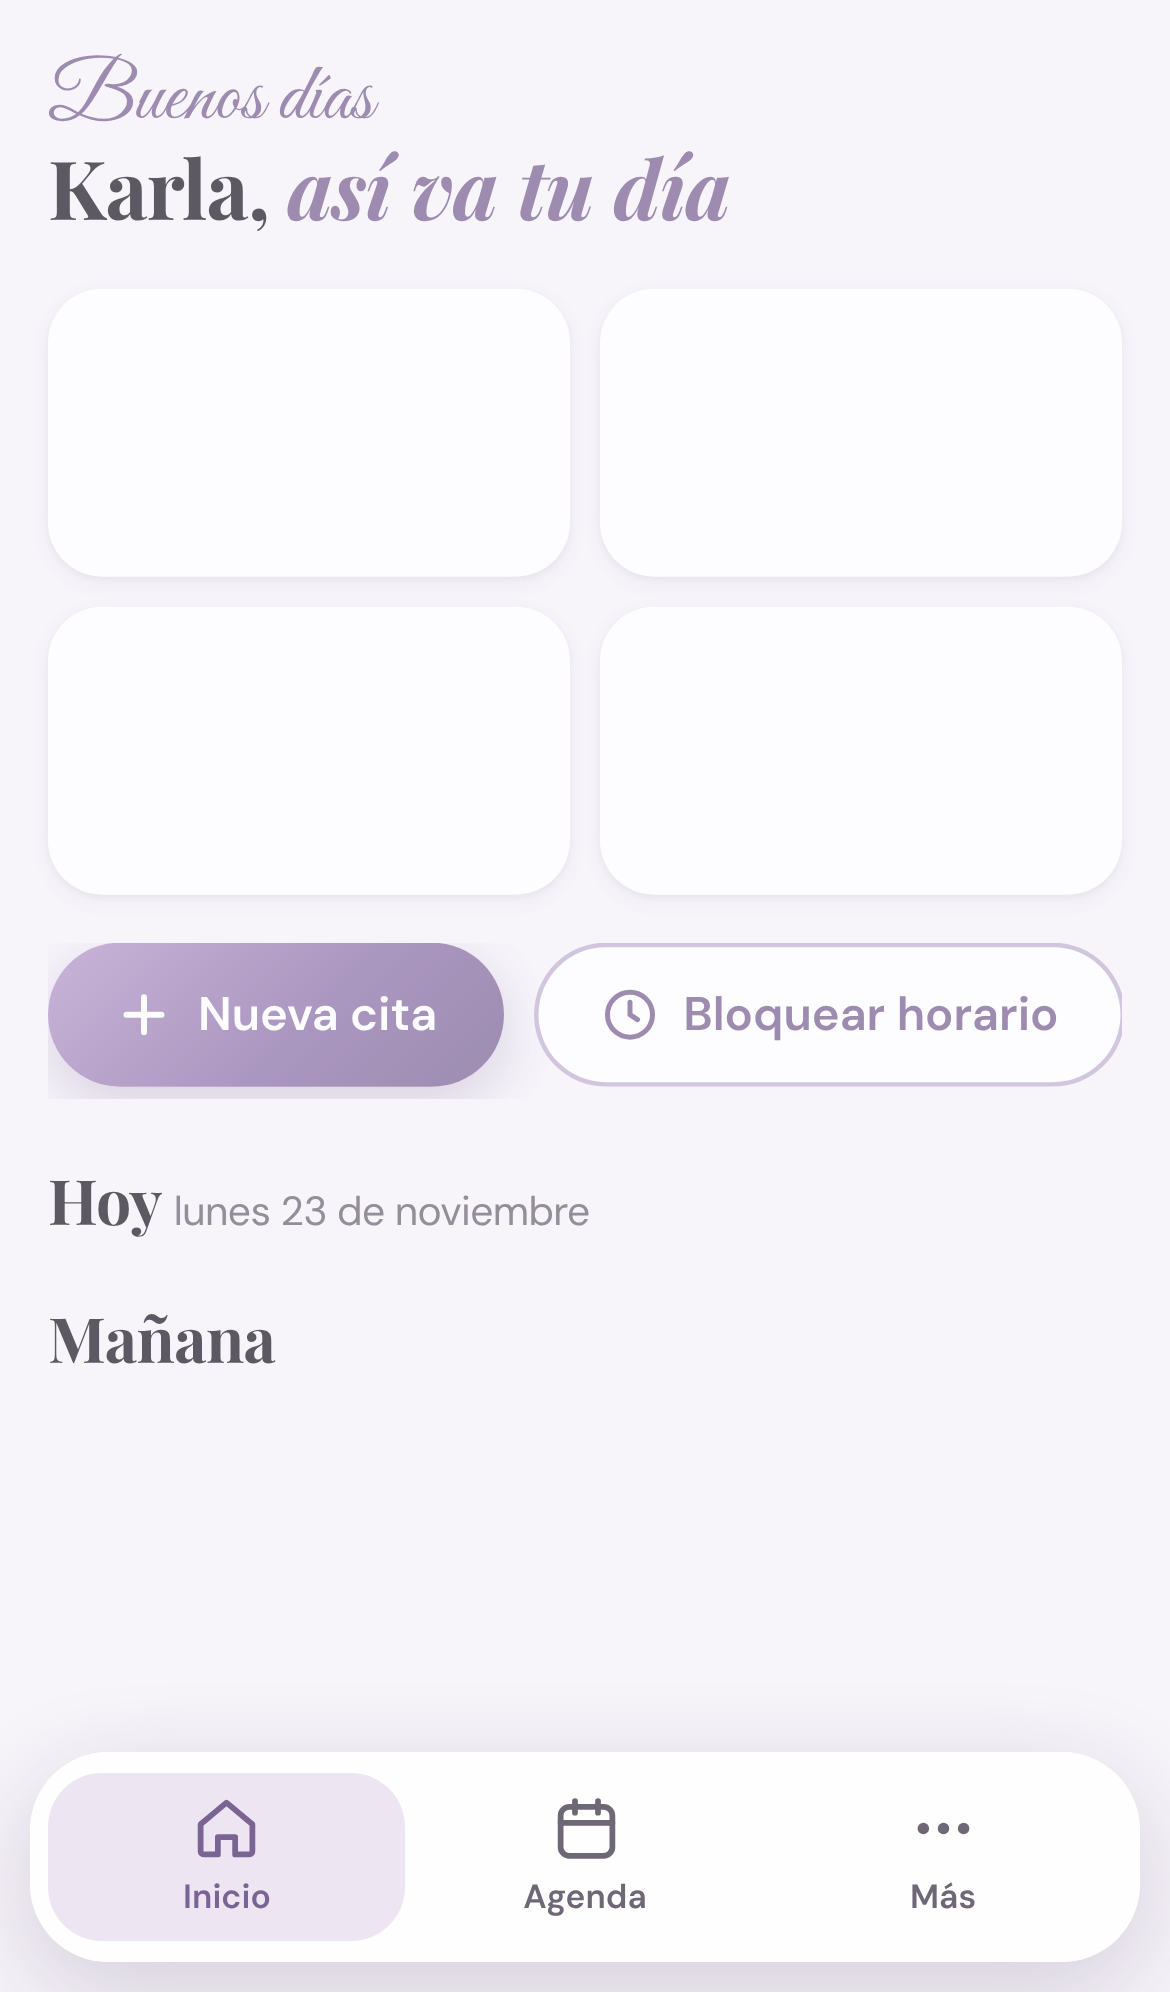 Buenos días
Karla, así va tu día
Nueva cita
Bloquear horario
Hoy lunes 23 de noviembre
Mañana
Inicio
Agenda
Más